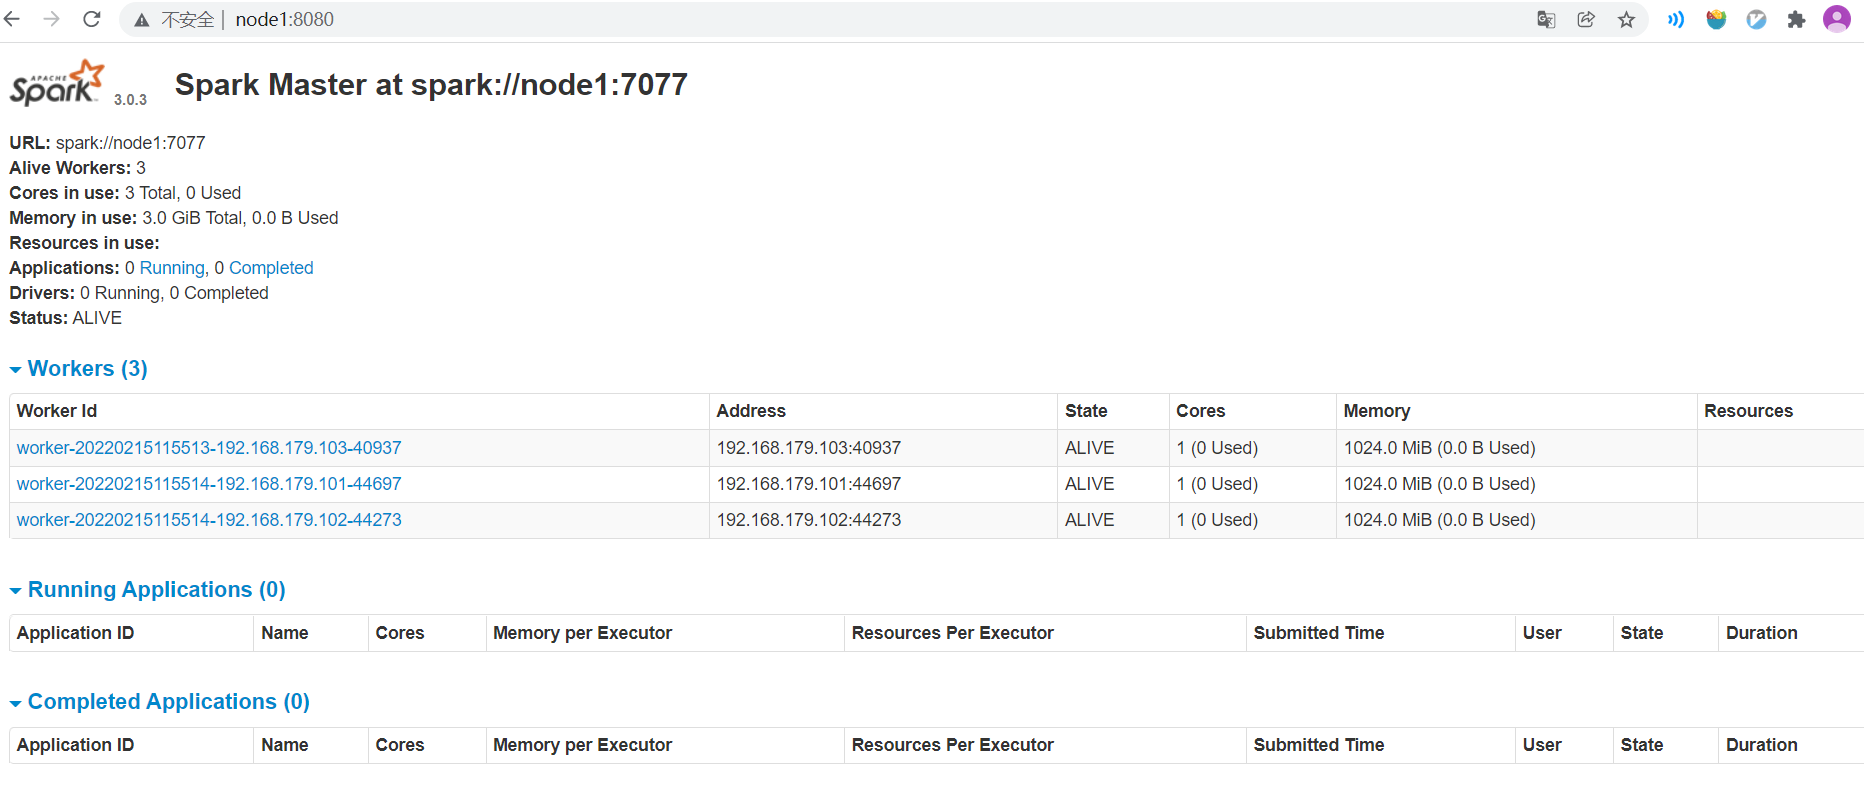 不安全 | node1:8080
APACHE Spark 3.0.3 Spark Master at spark://node1:7077
URL: spark://node1:7077
Alive Workers: 3
Cores in use: 3 Total, 0 Used
Memory in use: 3.0 GiB Total, 0.0 B Used
Resources in use:
Applications: 0 Running, 0 Completed
Drivers: 0 Running, 0 Completed
Status: ALIVE
Workers (3)
Worker Id Address State Cores Memory Resources
worker-20220215115513-192.168.179.103-40937 192.168.179.103:40937 ALIVE 1 (0 Used) 1024.0 MiB (0.0 B Used)
worker-20220215115514-192.168.179.101-44697 192.168.179.101:44697 ALIVE 1 (0 Used) 1024.0 MiB (0.0 B Used)
worker-20220215115514-192.168.179.102-44273 192.168.179.102:44273 ALIVE 1 (0 Used) 1024.0 MiB (0.0 B Used)
Running Applications (0)
Application ID Name Cores Memory per Executor Resources Per Executor Submitted Time User State Duration
Completed Applications (0)
Application ID Name Cores Memory per Executor Resources Per Executor Submitted Time User State Duration